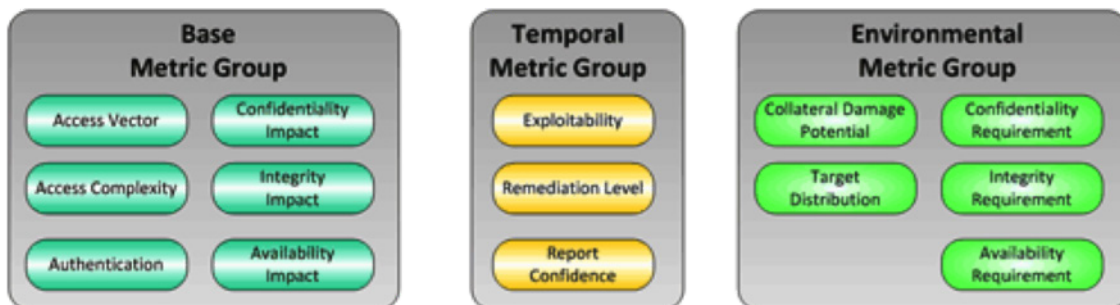 Base
Metric Group
Access Vector
Confidentiality
Impact
Access Complexity
Integrity
Impact
Authentication
Availability
Impact
Temporal
Metric Group
Exploitability
Remediation Level
Report
Confidence
Environmental
Metric Group
Collateral Damage
Potential
Confidentiality
Requirement
Target
Distribution
Integrity
Requirement
Availability
Requirement